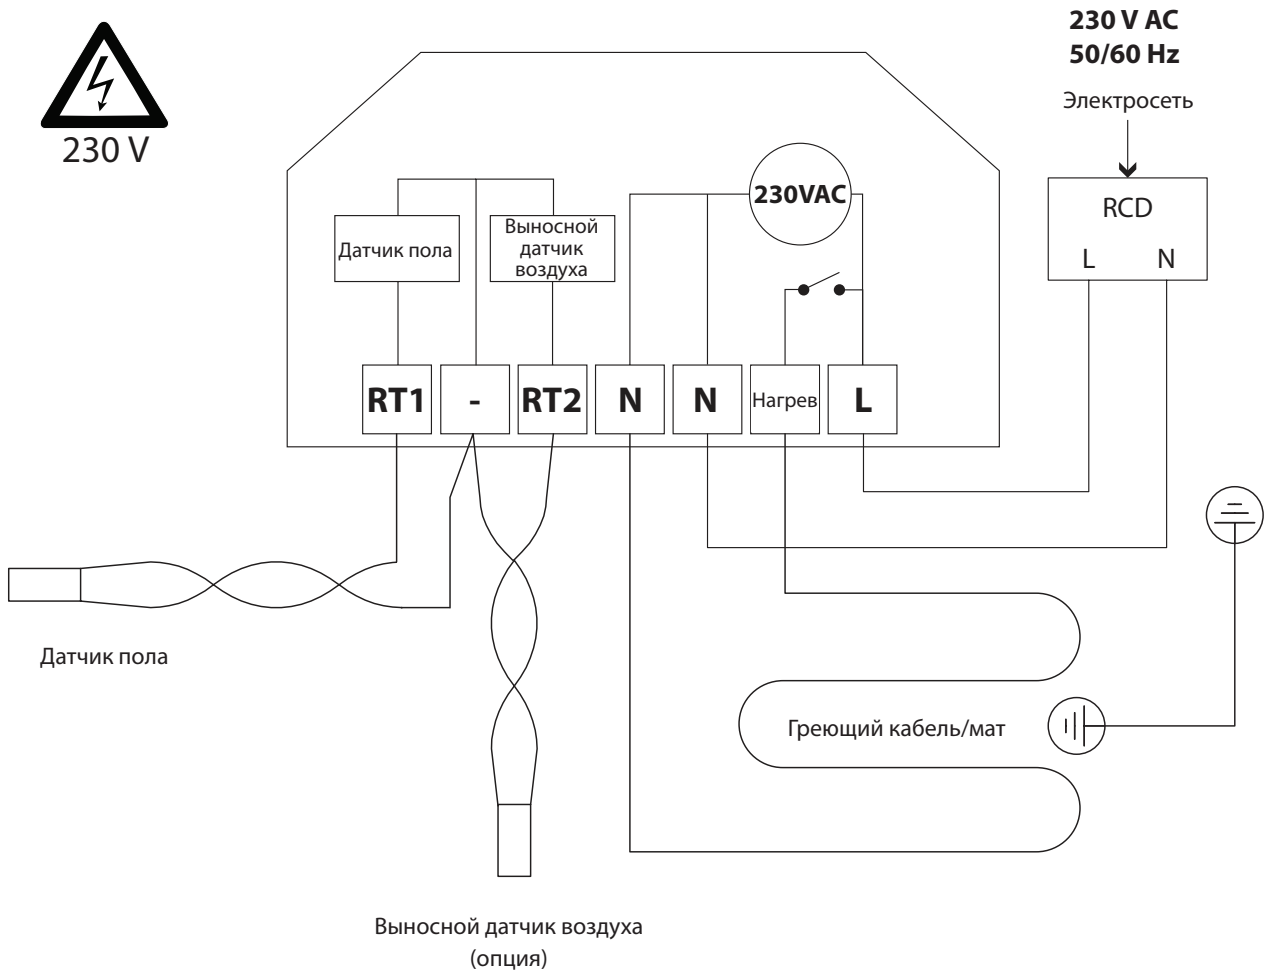 230 V AC
50/60 Hz
Электросеть
230 V
230VAC
RCD
L N
Датчик пола
Выносной
датчик
воздуха
RT1 - RT2 N N Нагрев L
Датчик пола
Греющий кабель/мат
Выносной датчик воздуха
(опция)